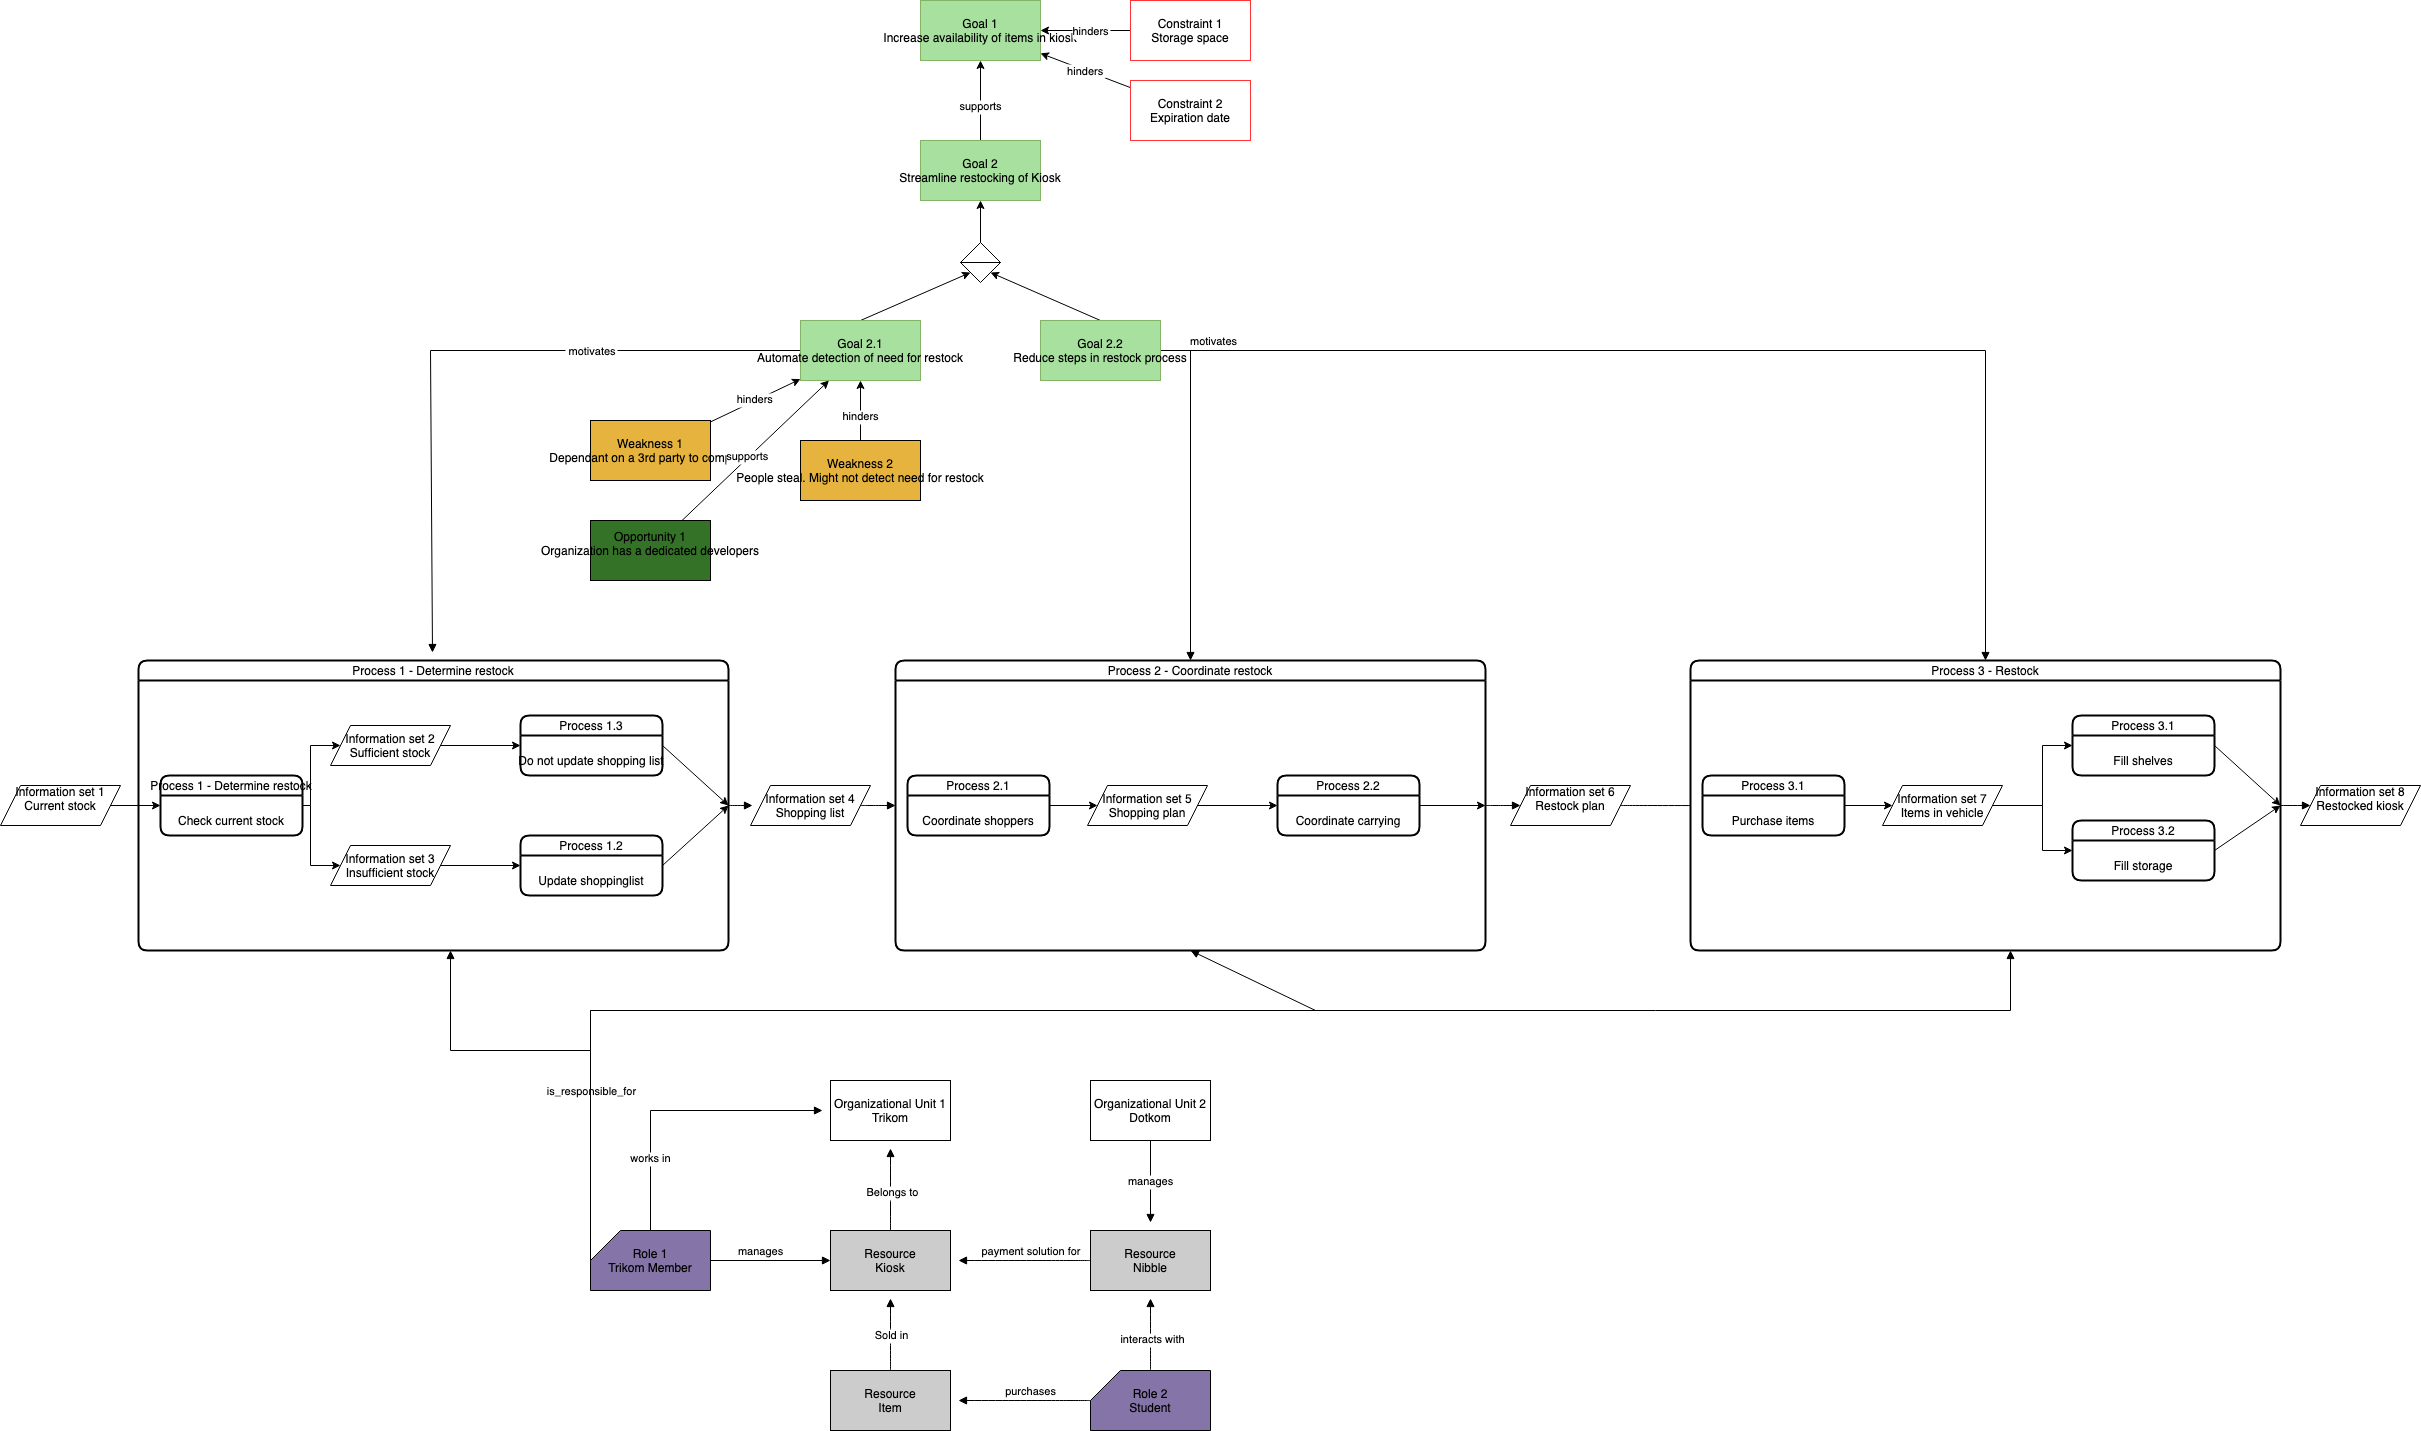 Goal 1
Increase availability of items in kiosk
hinders
Constraint 1
Storage space
hinders
Constraint 2
Expiration date
supports
Goal 2
Streamline restocking of Kiosk
motivates
Goal 2.1
Automate detection of need for restock
Goal 2.2
Reduce steps in restock process
motivates
hinders
hinders
Weakness 1
Dependant on a 3rd party to
supports
Weakness 2
People steal. Might not detect need for restock
Opportunity 1
Organization has a dedicated developers
Process 1 - Determine restock
Process 2 - Coordinate restock
Process 3 - Restock
Information set 1
Current stock
Process 1 - Determine restock
Check current stock
Information set 2
Sufficient stock
Process 1.3
Do not update shopping list
Information set 3
Insufficient stock
Process 1.2
Update shoppinglist
Information set 4
Shopping list
Process 2.1
Coordinate shoppers
Information set 5
Shopping plan
Process 2.2
Coordinate carrying
Information set 6
Restock plan
Process 3.1
Purchase items
Information set 7
Items in vehicle
Process 3.1
Fill shelves
Process 3.2
Fill storage
Information set 8
Restocked kiosk
is_responsible_for
Organizational Unit 1
Trikom
Organizational Unit 2
Dotkom
works in
Belongs to
manages
Role 1
Trikom Member
manages
Resource
Kiosk
payment solution for
Resource
Nibble
Sold in
interacts with
Resource
Item
purchases
Role 2
Student